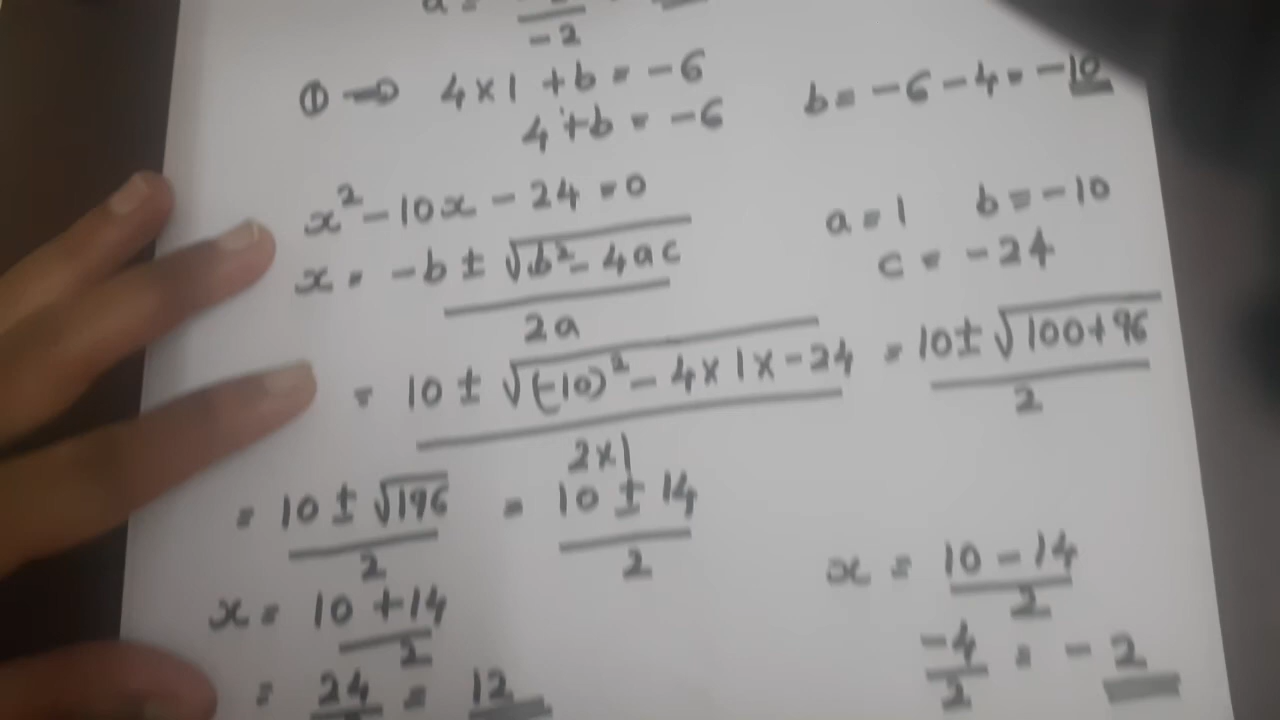 a =
-2
① ⟹ 4 × 1 + b = -6
4 + b = -6
b = -6 - 4 = -10
x² - 10x - 24 = 0
a = 1 b = -10
c = -24
x = -b ± √b² - 4ac
2a
= 10 ± √(-10)² - 4 × 1 × -24 = 10 ± √100 + 96
2 × 1 2
= 10 ± √196 = 10 ± 14
2 2
x = 10 + 14
2
= 24 = 12
x = 10 - 14
2
-4 = -2
2